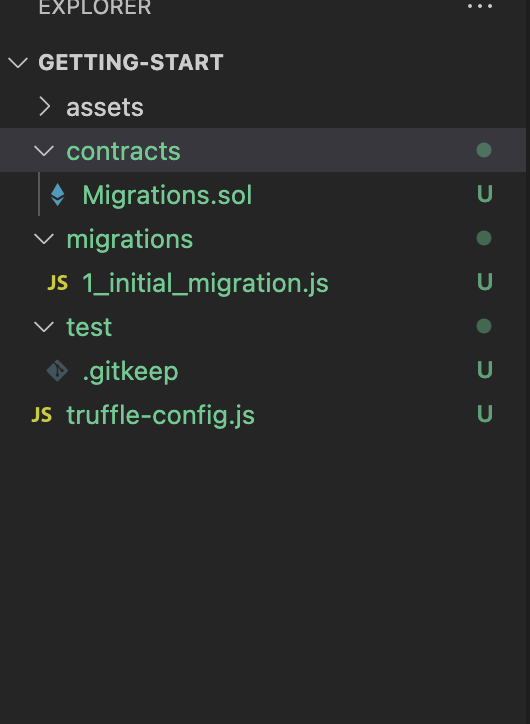 EXPLORER ...
GETTING-START
assets
contracts
Migrations.sol U
migrations
JS 1_initial_migration.js U
test
.gitkeep U
JS truffle-config.js U